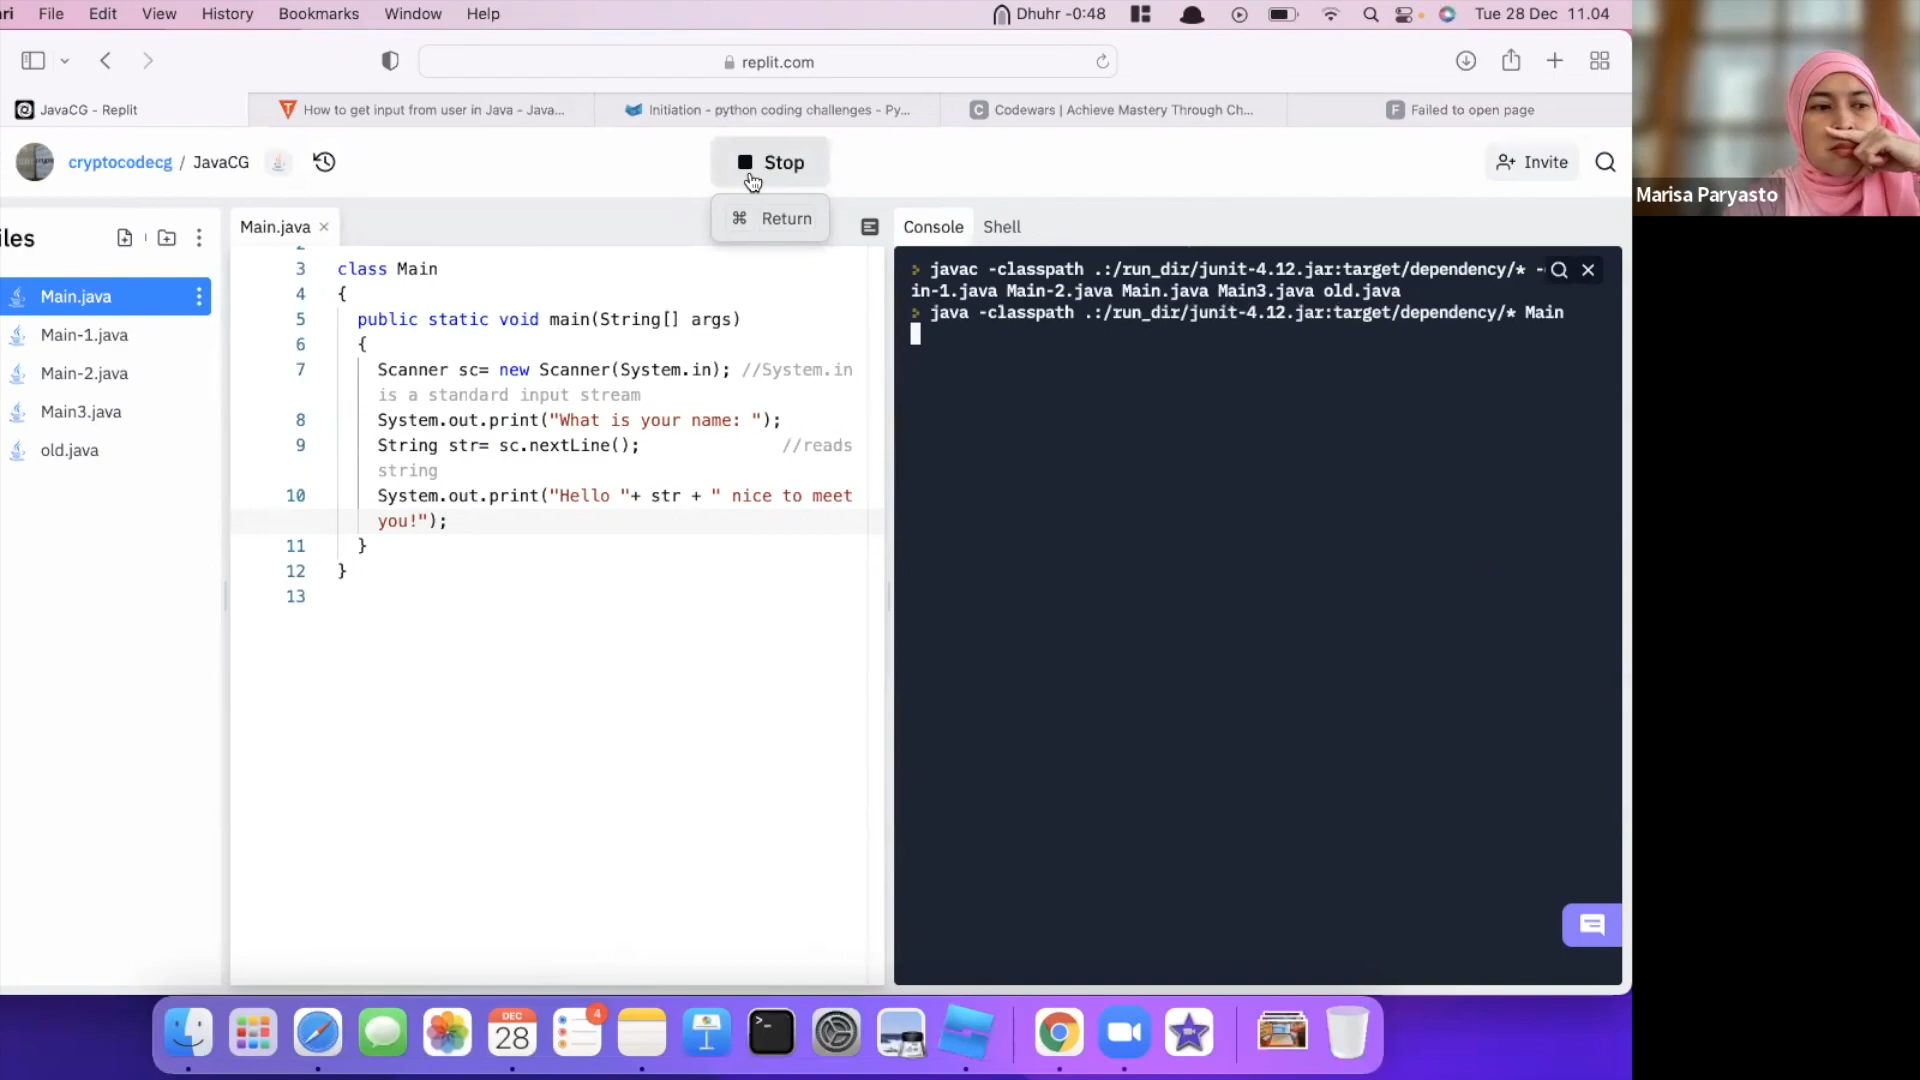 ri File Edit View History Bookmarks Window Help Dhuhr -0:48 Tue 28 Dec 11.04
replit.com
JavaCG - Replit How to get input from user in Java - Java... Initiation - python coding challenges - Py... C Codewars | Achieve Mastery Through Ch... F Failed to open page
cryptocodecg / JavaCG Stop Invite
Marisa Paryasto
⌘ Return
iles Main.java × Console Shell
Main.java
Main-1.java
Main-2.java
Main3.java
old.java
3 class Main
4 {
5 public static void main(String[] args)
6 {
7 Scanner sc= new Scanner(System.in); //System.in
is a standard input stream
8 System.out.print("What is your name: ");
9 String str= sc.nextLine(); //reads
string
10 System.out.print("Hello "+ str + " nice to meet
you!");
11 }
12 }
13
javac -classpath .:/run_dir/junit-4.12.jar:target/dependency/* -
in-1.java Main-2.java Main.java Main3.java old.java
java -classpath .:/run_dir/junit-4.12.jar:target/dependency/* Main
DEC
28
4